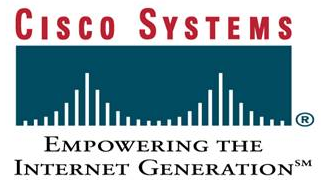 CISCO SYSTEMS
®
EMPOWERING THE
INTERNET GENERATION℠